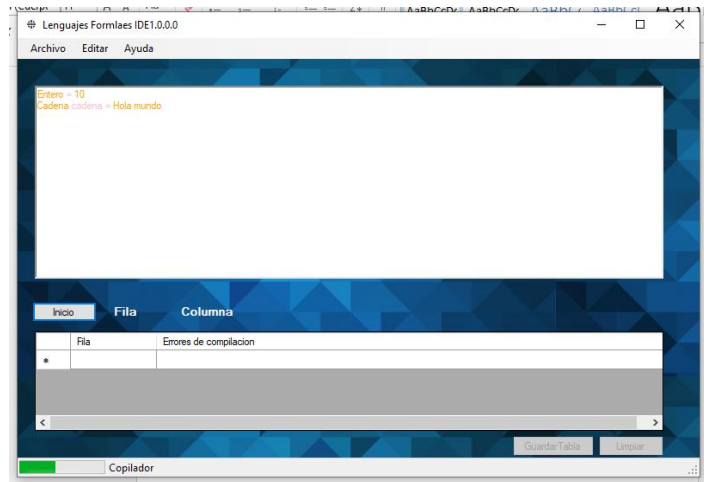 Lenguajes Formlaes IDE1.0.0.0
Archivo Editar Ayuda
Entero = 10
Cadena cadena = Hola mundo
Inicio Fila Columna
Fila Errores de compilacion
GuardarTabla Limpiar
Copilador